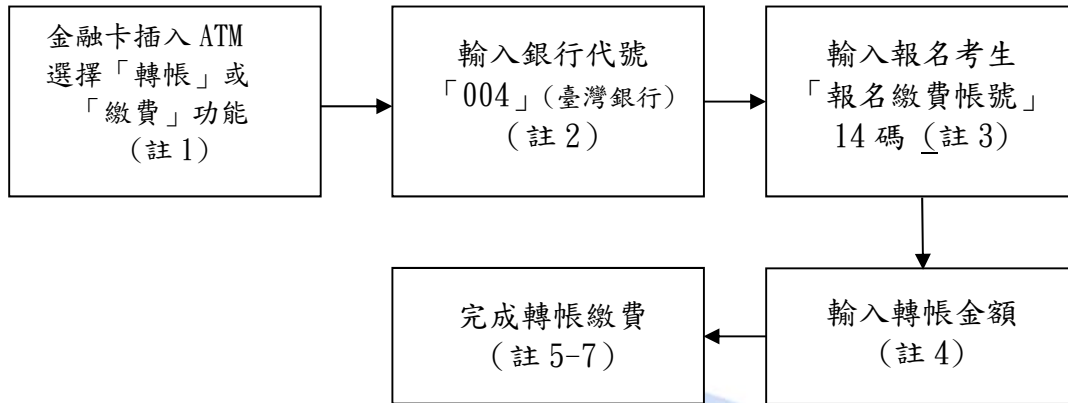 金融卡插入 ATM
選擇「轉帳」或
「繳費」功能
(註 1)
輸入銀行代號
「004」(臺灣銀行)
(註 2)
輸入報名考生
「報名繳費帳號」
14 碼 (註 3)
輸入轉帳金額
(註 4)
完成轉帳繳費
(註 5-7)